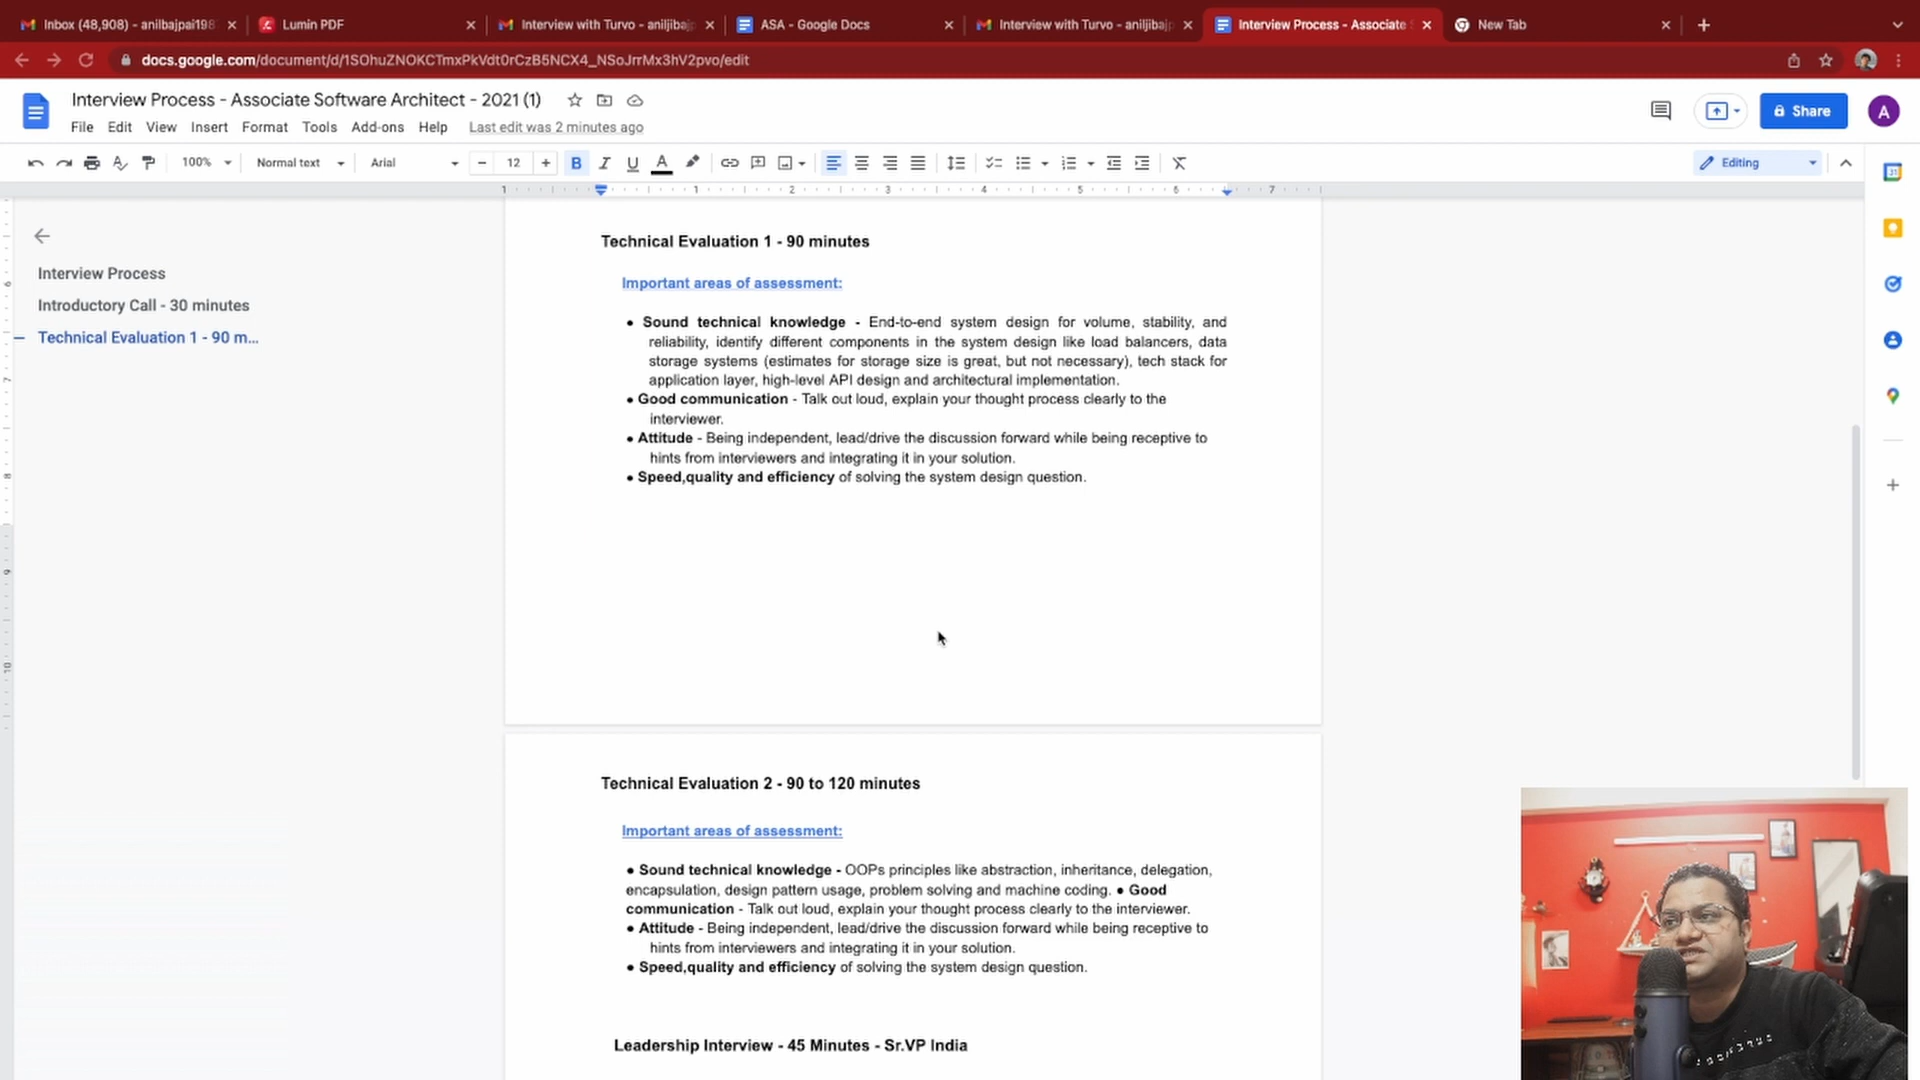 Inbox (48,908) - anilbajpai198
Lumin PDF
Interview with Turvo - aniljibajp
ASA - Google Docs
Interview with Turvo - aniljibajp
Interview Process - Associate S
New Tab
docs.google.com/document/d/1SOhuZNOKCTmxPkVdt0rCzB5NCX4_NSoJrrMx3hV2pvo/edit
Interview Process - Associate Software Architect - 2021 (1)
File Edit View Insert Format Tools Add-ons Help Last edit was 2 minutes ago
Share
A
100% Normal text Arial 12 B I U A Editing
1 1 2 3 4 5 6 7
Interview Process
Introductory Call - 30 minutes
Technical Evaluation 1 - 90 m...
Technical Evaluation 1 - 90 minutes
Important areas of assessment:
● Sound technical knowledge - End-to-end system design for volume, stability, and
reliability, identify different components in the system design like load balancers, data
storage systems (estimates for storage size is great, but not necessary), tech stack for
application layer, high-level API design and architectural implementation.
● Good communication - Talk out loud, explain your thought process clearly to the
interviewer.
● Attitude - Being independent, lead/drive the discussion forward while being receptive to
hints from interviewers and integrating it in your solution.
● Speed,quality and efficiency of solving the system design question.
Technical Evaluation 2 - 90 to 120 minutes
Important areas of assessment:
● Sound technical knowledge - OOPs principles like abstraction, inheritance, delegation,
encapsulation, design pattern usage, problem solving and machine coding. ● Good
communication - Talk out loud, explain your thought process clearly to the interviewer.
● Attitude - Being independent, lead/drive the discussion forward while being receptive to
hints from interviewers and integrating it in your solution.
● Speed,quality and efficiency of solving the system design question.
Leadership Interview - 45 Minutes - Sr.VP India